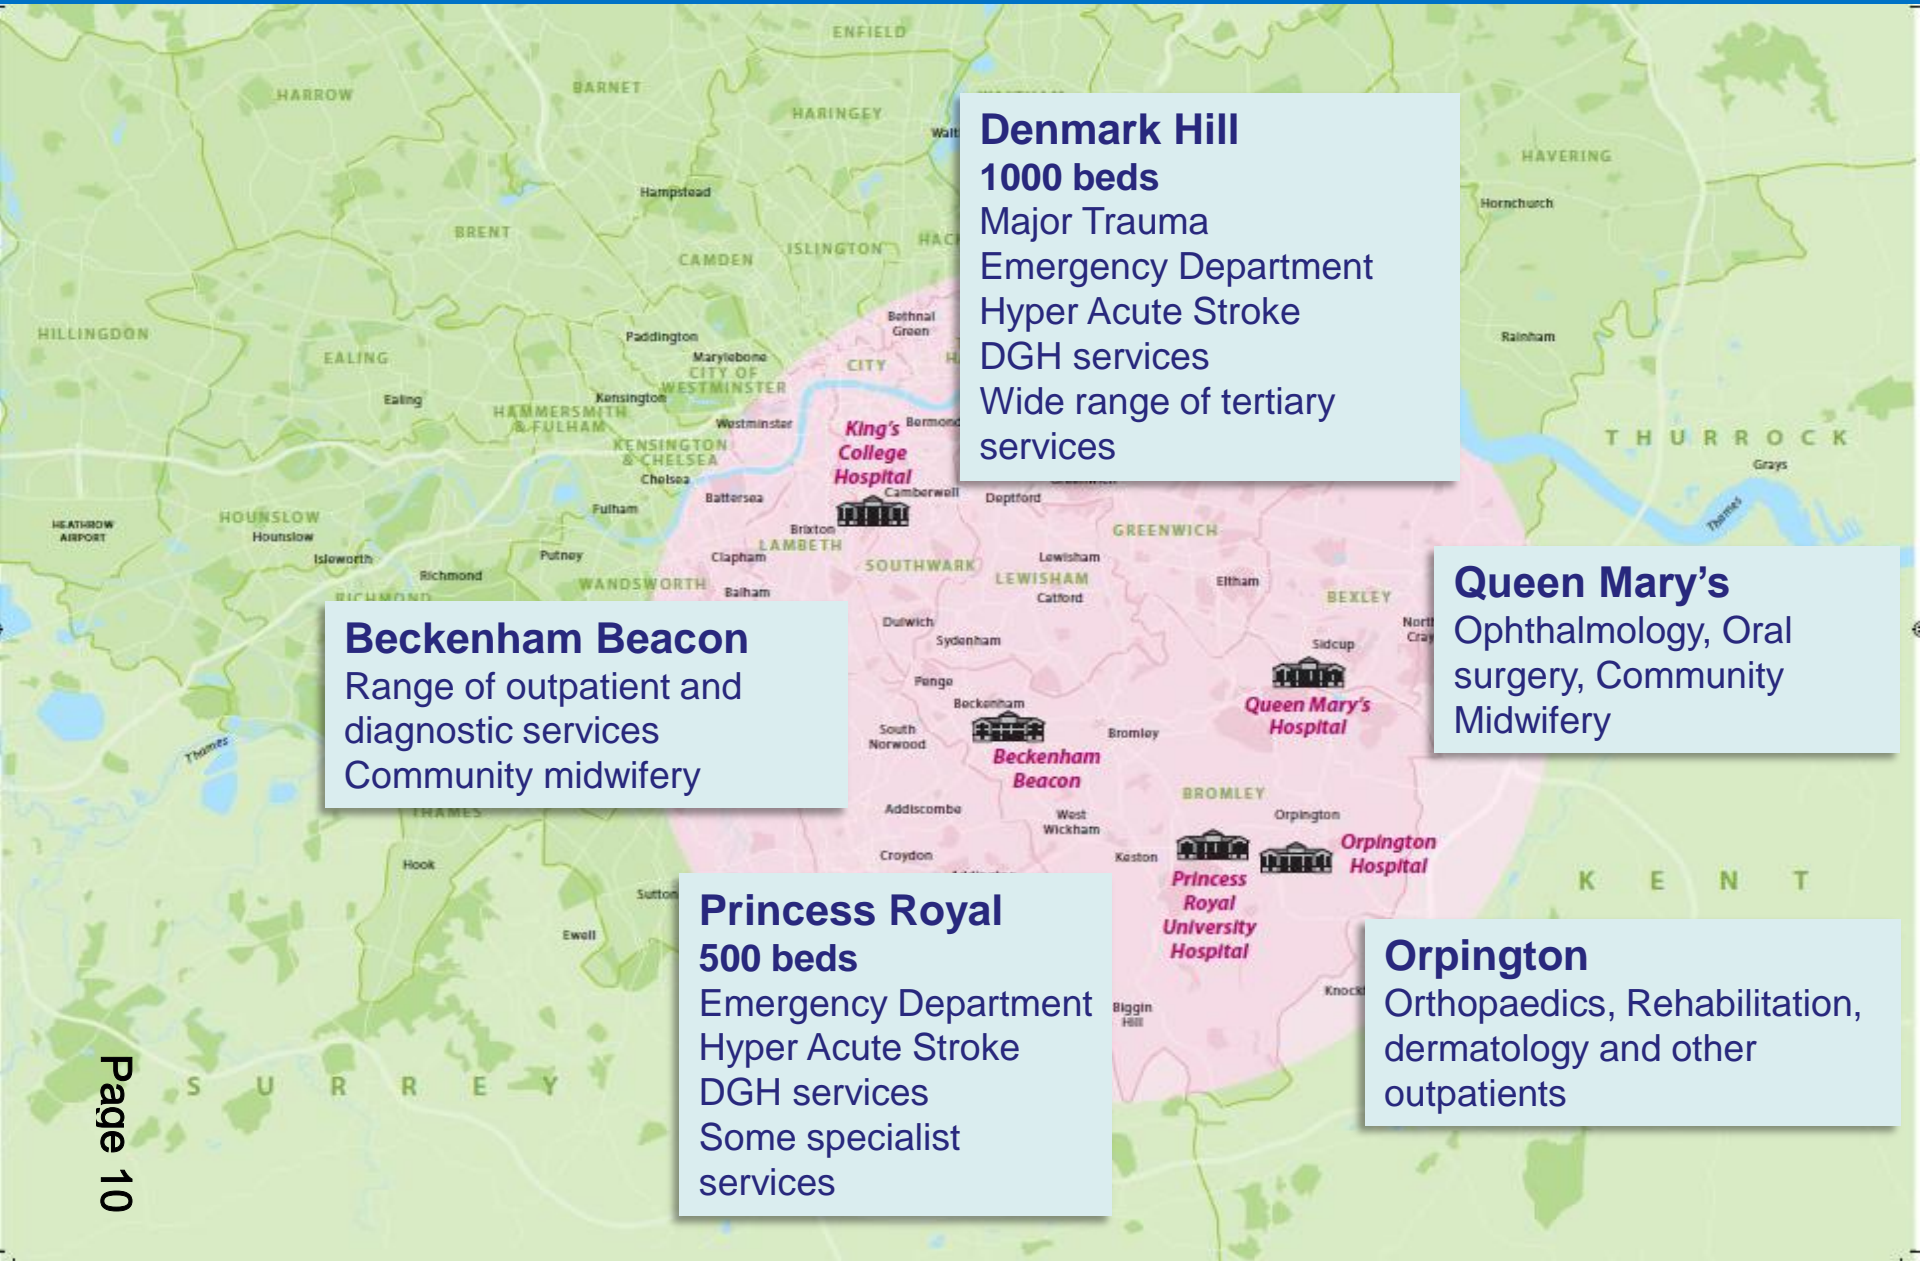 ENFIELD
HARROW
BARNET
HARINGEY
Hampstead
BRENT
CAMDEN
ISLINGTON
HAVERING
Hornchurch
Denmark Hill
1000 beds
Major Trauma
Emergency Department
Hyper Acute Stroke
DGH services
Wide range of tertiary
services
HILLINGDON
EALING
Ealing
Paddington
Marylebone
CITY OF
WESTMINSTER
Kensington
Westminster
HAMMERSMITH
& FULHAM
KENSINGTON
& CHELSEA
Chelsea
Fulham
Battersea
Bethnal
Green
CITY
King's
College
Hospital
Camberwell
Deptford
Rainham
THURROCK
Grays
Thames
HEATHROW
AIRPORT
HOUNSLOW
Hounslow
Isleworth
Richmond
RICHMOND
Putney
WANDSWORTH
Brixton
LAMBETH
Clapham
Balham
SOUTHWARK
Lewisham
LEWISHAM
Catford
GREENWICH
Eltham
BEXLEY
Sidcup
Dulwich
Sydenham
Penge
Beckenham
South
Norwood
Bromley
Beckenham
Beacon
Queen Mary's
Hospital
Queen Mary’s
Ophthalmology, Oral
surgery, Community
Midwifery
Beckenham Beacon
Range of outpatient and
diagnostic services
Community midwifery
Thames
THAMES
Hook
Sutton
Ewell
Addiscombe
Croydon
West
Wickham
Keston
BROMLEY
Orpington
Orpington
Hospital
Princess
Royal
University
Hospital
Biggin
Hill
KENT
SURREY
Princess Royal
500 beds
Emergency Department
Hyper Acute Stroke
DGH services
Some specialist
services
Orpington
Orthopaedics, Rehabilitation,
dermatology and other
outpatients
Page 10